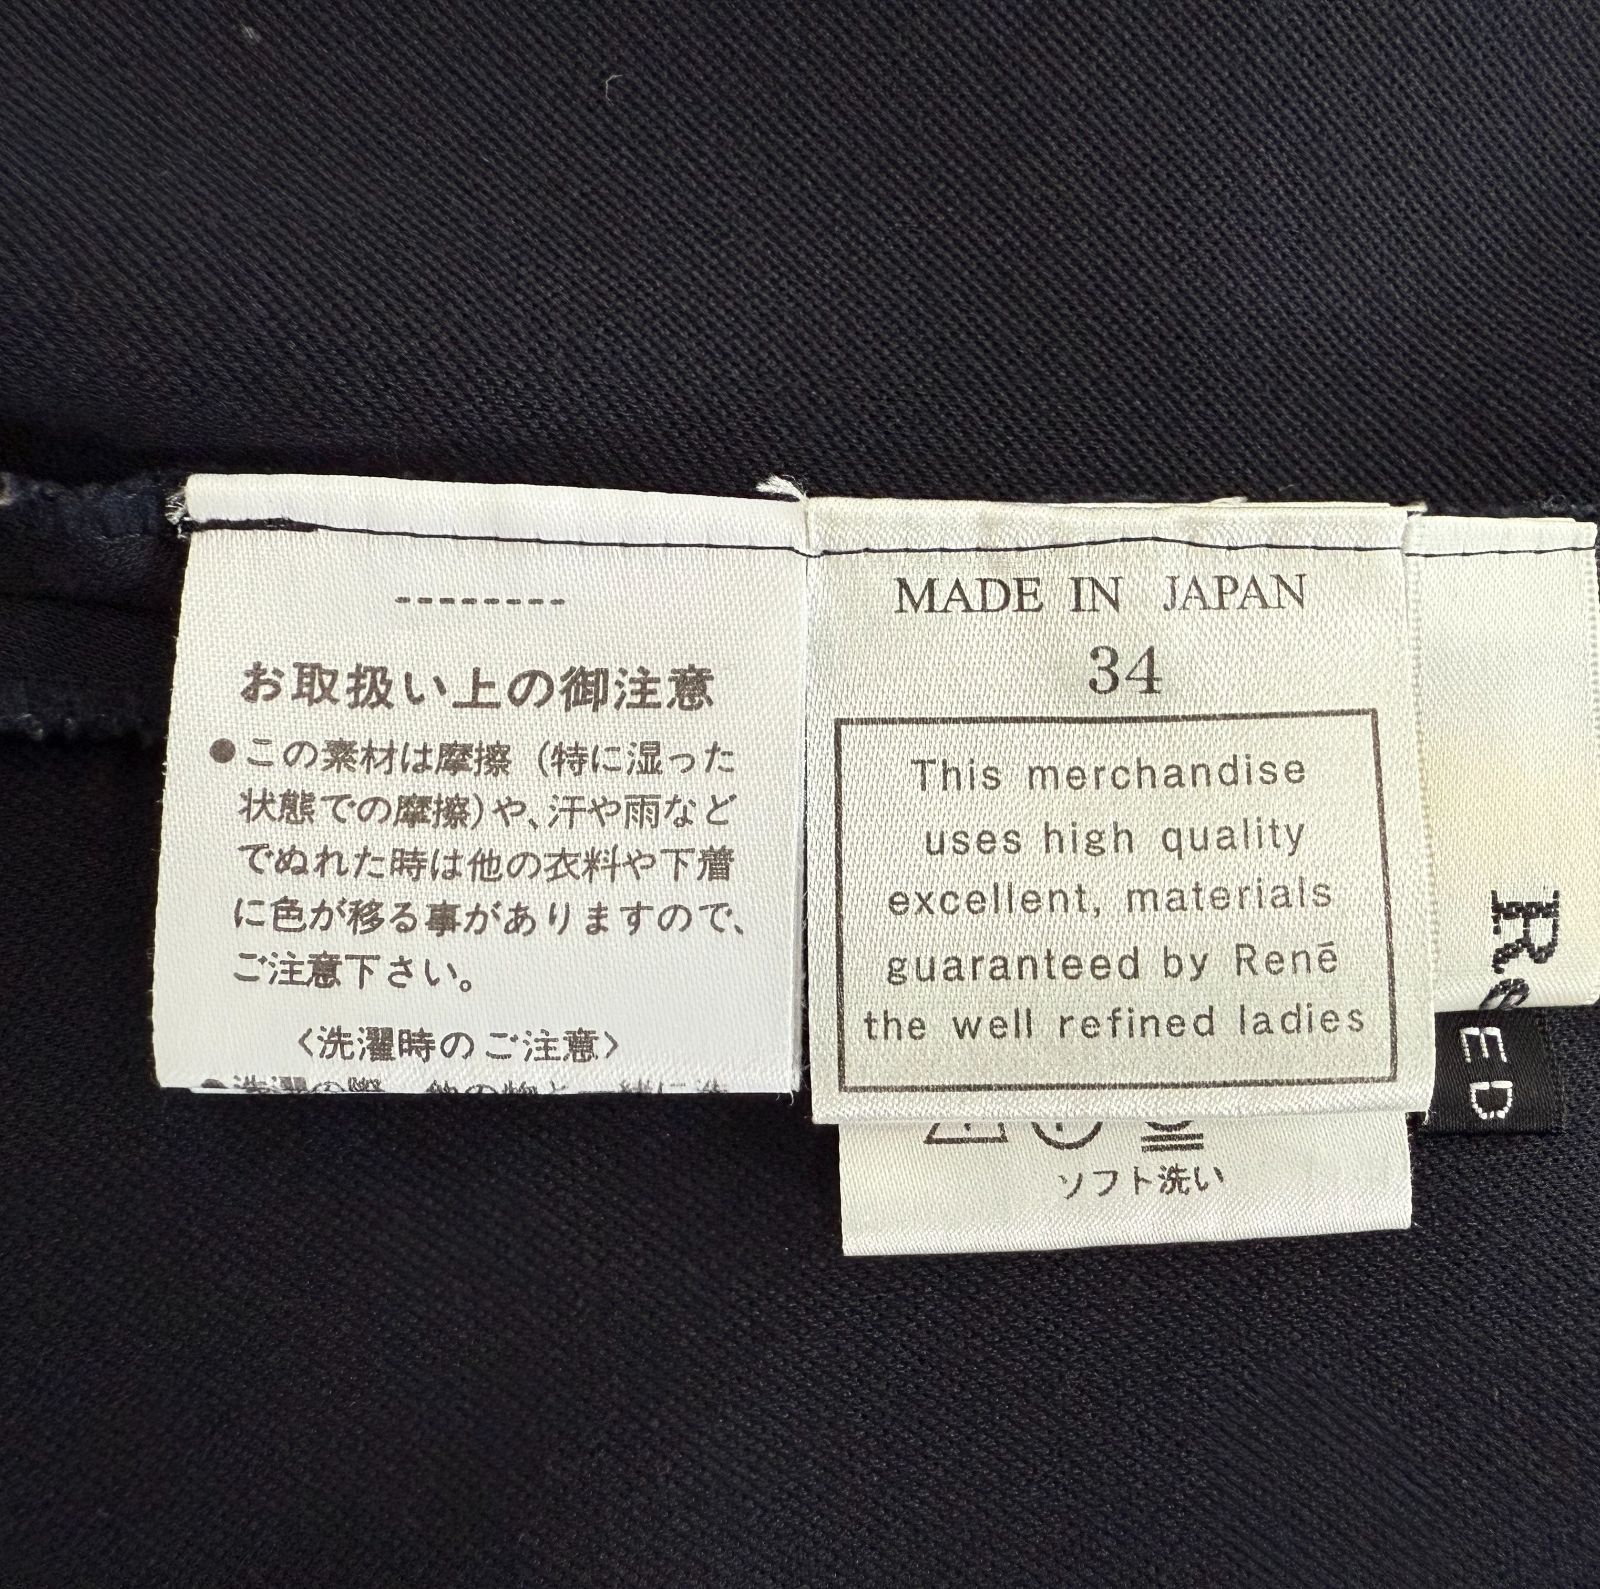 --------
お取扱い上の御注意
●この素材は摩擦（特に湿った
状態での摩擦）や、汗や雨など
でぬれた時は他の衣料や下着
に色が移る事がありますので、
ご注意下さい。
〈洗濯時のご注意〉
MADE IN JAPAN
34
This merchandise
uses high quality
excellent, materials
guaranteed by Renē
the well refined ladies
ソフト洗い
ED